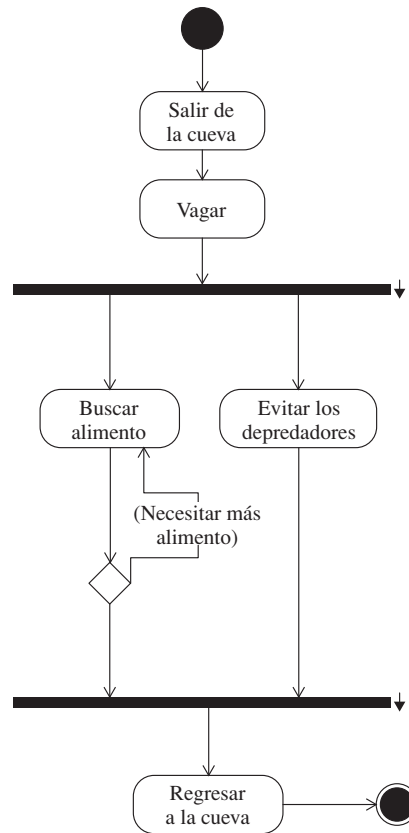 Salir de
la cueva
Vagar
Buscar
alimento
Evitar los
depredadores
(Necesitar más
alimento)
Regresar
a la cueva